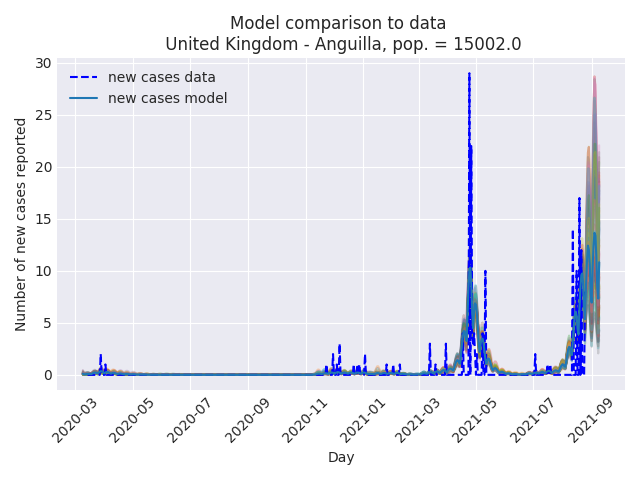 Model comparison to data
United Kingdom - Anguilla, pop. = 15002.0
new cases data
new cases model
Number of new cases reported
30
25
20
15
10
5
0
2020-03
2020-05
2020-07
2020-09
2020-11
2021-01
2021-03
2021-05
2021-07
2021-09
Day